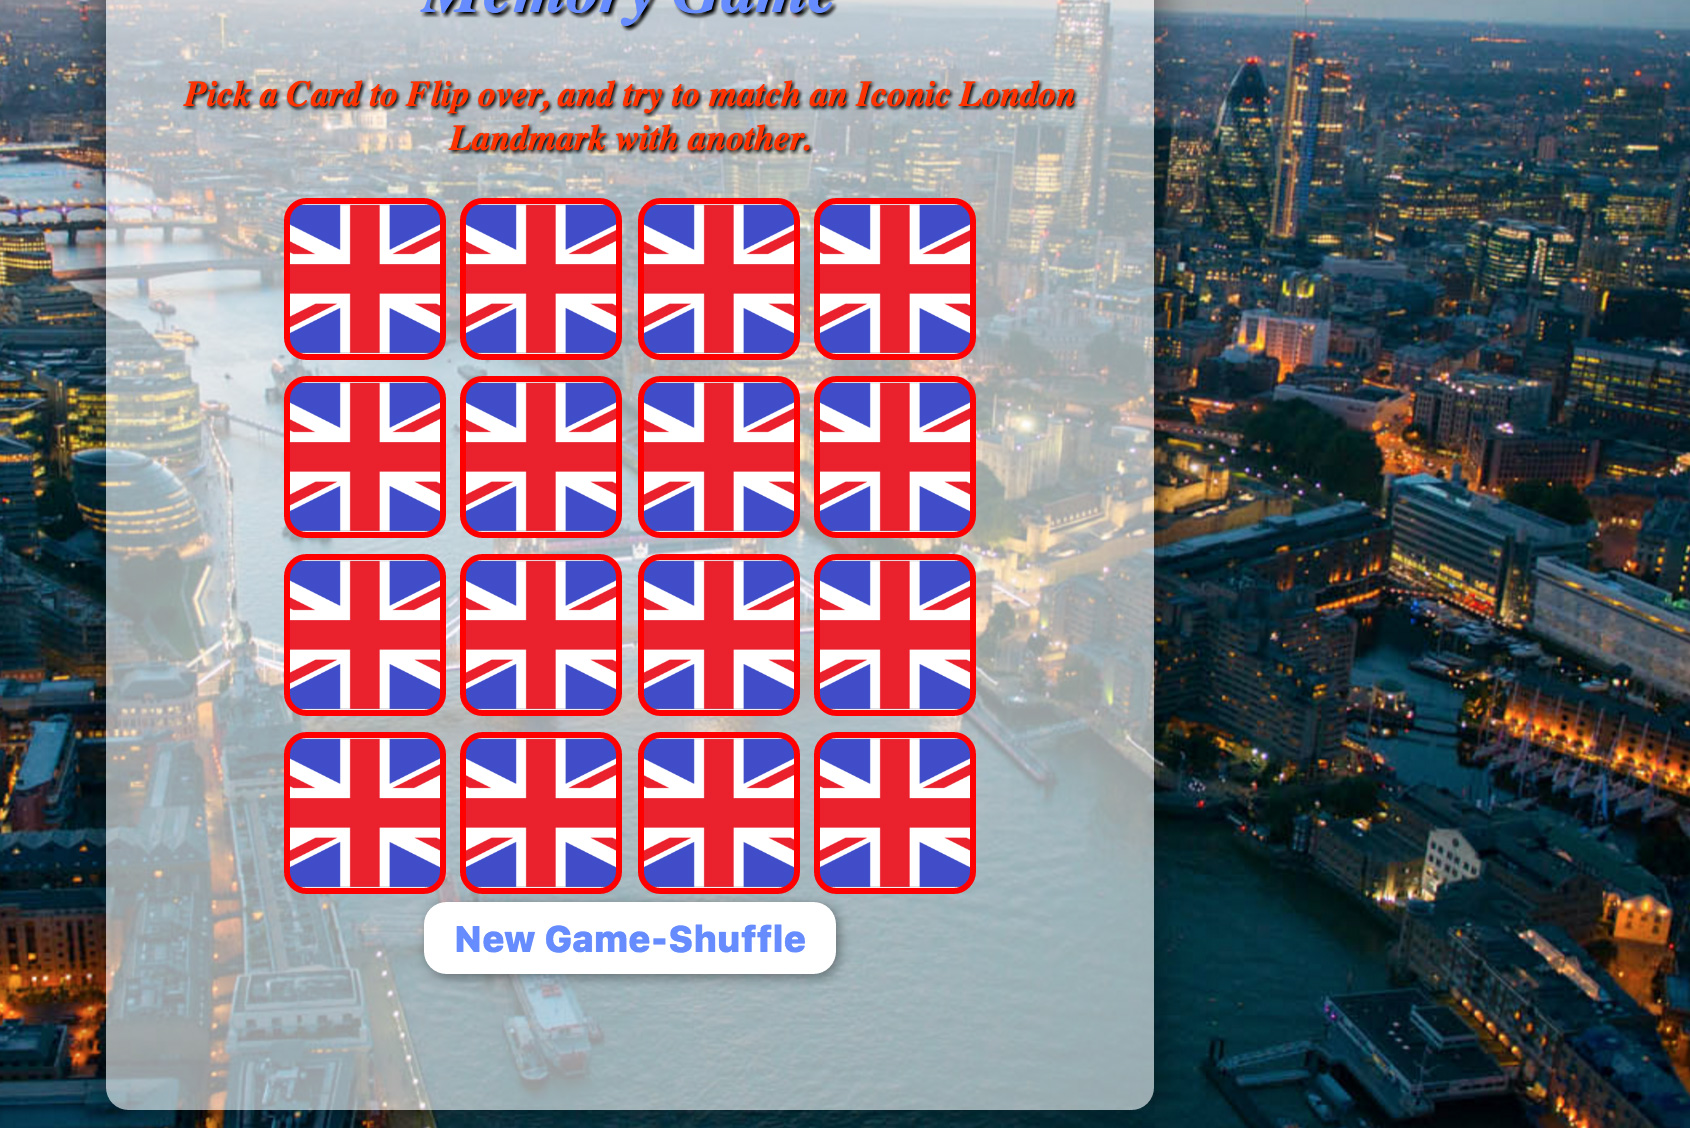 Memory Game
Pick a Card to Flip over, and try to match an Iconic London
Landmark with another.
New Game-Shuffle